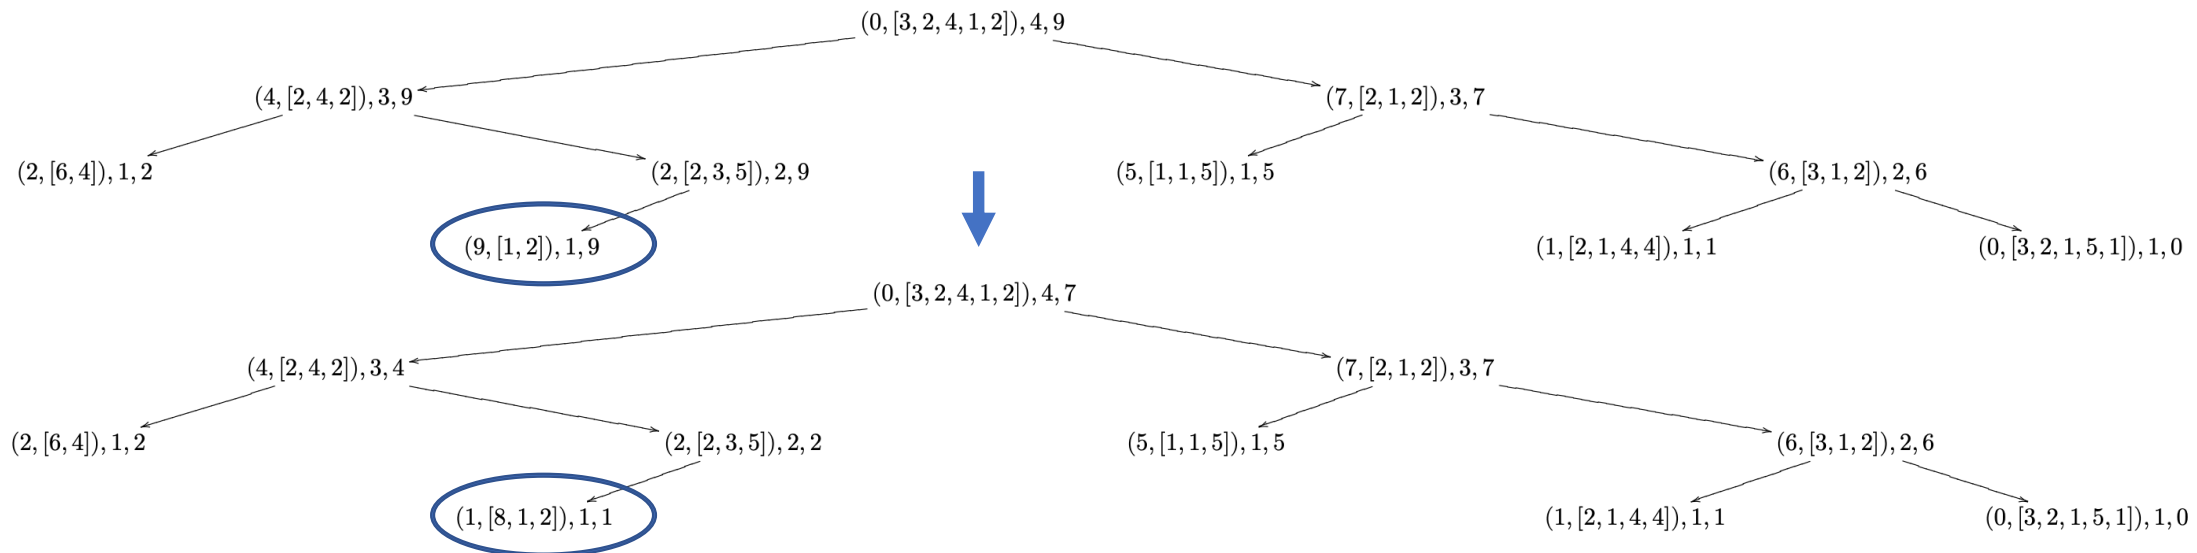 (0, [3, 2, 4, 1, 2]), 4, 9
(4, [2, 4, 2]), 3, 9
(7, [2, 1, 2]), 3, 7
(2, [6, 4]), 1, 2
(2, [2, 3, 5]), 2, 9
(5, [1, 1, 5]), 1, 5
(6, [3, 1, 2]), 2, 6
(9, [1, 2]), 1, 9
(1, [2, 1, 4, 4]), 1, 1
(0, [3, 2, 1, 5, 1]), 1, 0
(0, [3, 2, 4, 1, 2]), 4, 7
(4, [2, 4, 2]), 3, 4
(7, [2, 1, 2]), 3, 7
(2, [6, 4]), 1, 2
(2, [2, 3, 5]), 2, 2
(5, [1, 1, 5]), 1, 5
(6, [3, 1, 2]), 2, 6
(1, [8, 1, 2]), 1, 1
(1, [2, 1, 4, 4]), 1, 1
(0, [3, 2, 1, 5, 1]), 1, 0